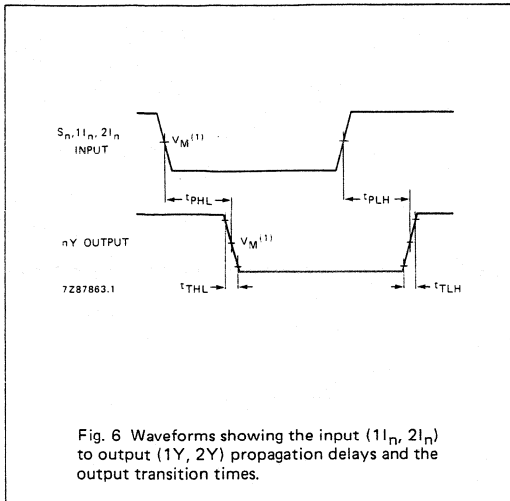 Sn, 1In, 2In
INPUT
VM(1)
tPHL
tPLH
nY OUTPUT
VM(1)
7Z87863.1
tTHL
tTLH
Fig. 6 Waveforms showing the input (1In, 2In)
to output (1Y, 2Y) propagation delays and the
output transition times.